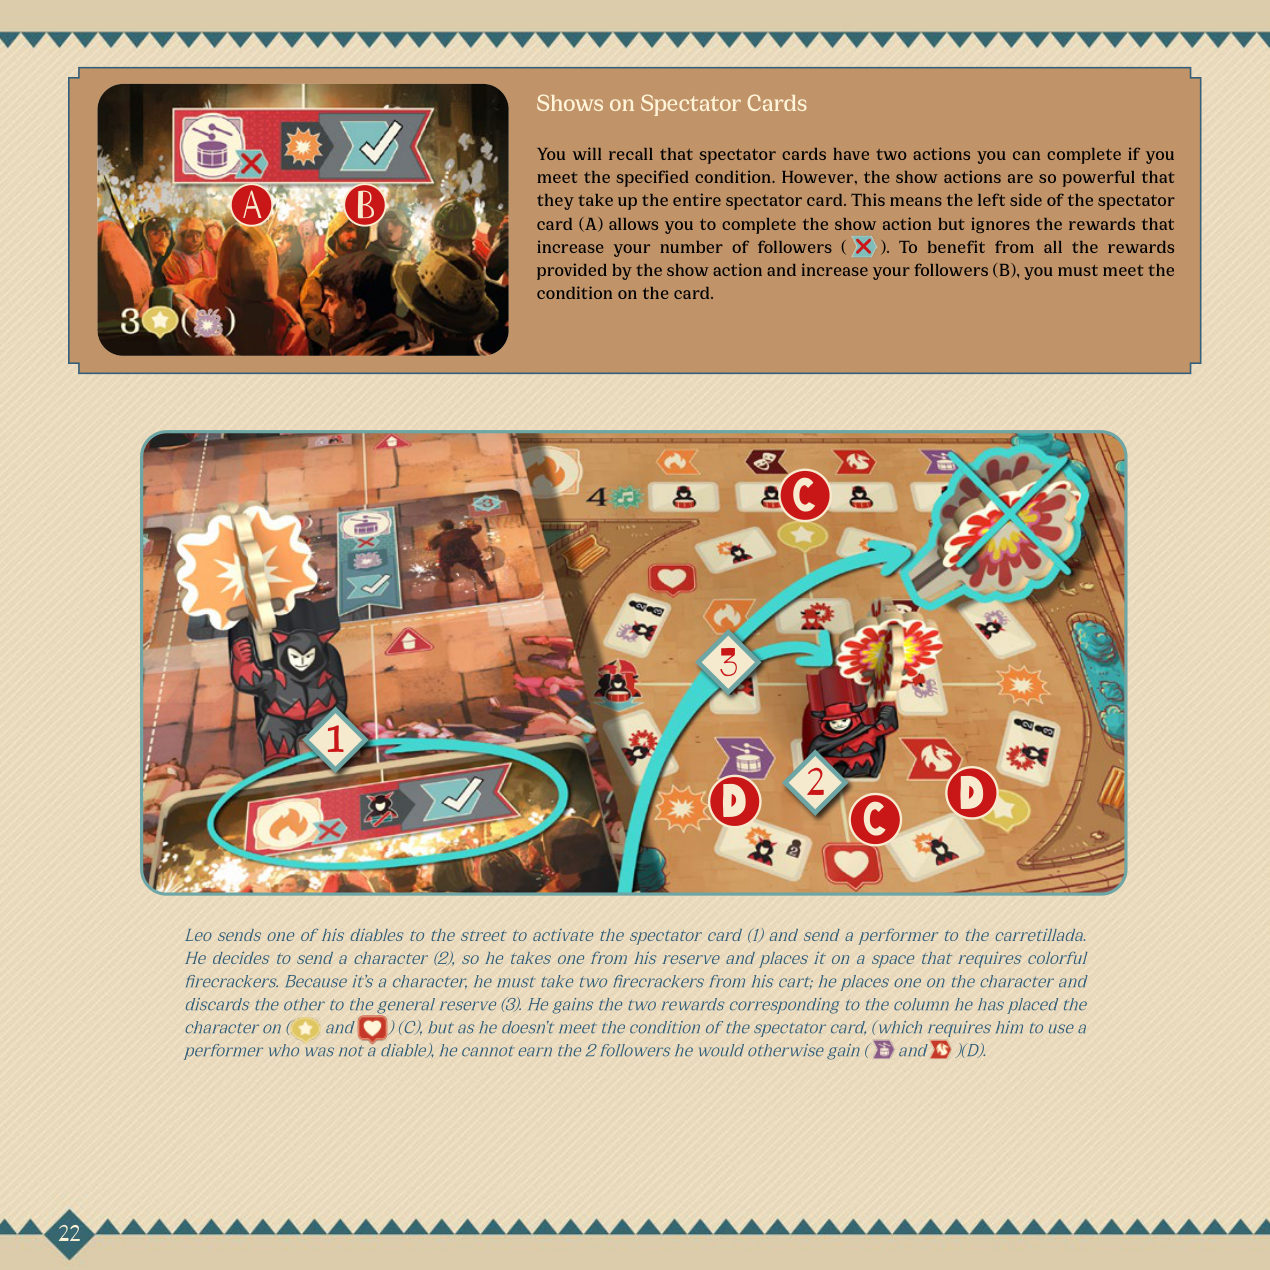 Shows on Spectator Cards
You will recall that spectator cards have two actions you can complete if you
meet the specified condition. However, the show actions are so powerful that
they take up the entire spectator card. This means the left side of the spectator
card (A) allows you to complete the show action but ignores the rewards that
increase your number of followers ( ). To benefit from all the rewards
provided by the show action and increase your followers (B), you must meet the
condition on the card.
A
B
3 ( )
4
3
C
3
1
2
D
D
C
2
Leo sends one of his diables to the street to activate the spectator card (1) and send a performer to the carretillada.
He decides to send a character (2), so he takes one from his reserve and places it on a space that requires colorful
firecrackers. Because it's a character, he must take two firecrackers from his cart; he places one on the character and
discards the other to the general reserve (3). He gains the two rewards corresponding to the column he has placed the
character on ( and ) (C), but as he doesn't meet the condition of the spectator card, (which requires him to use a
performer who was not a diable), he cannot earn the 2 followers he would otherwise gain ( and )(D).
22